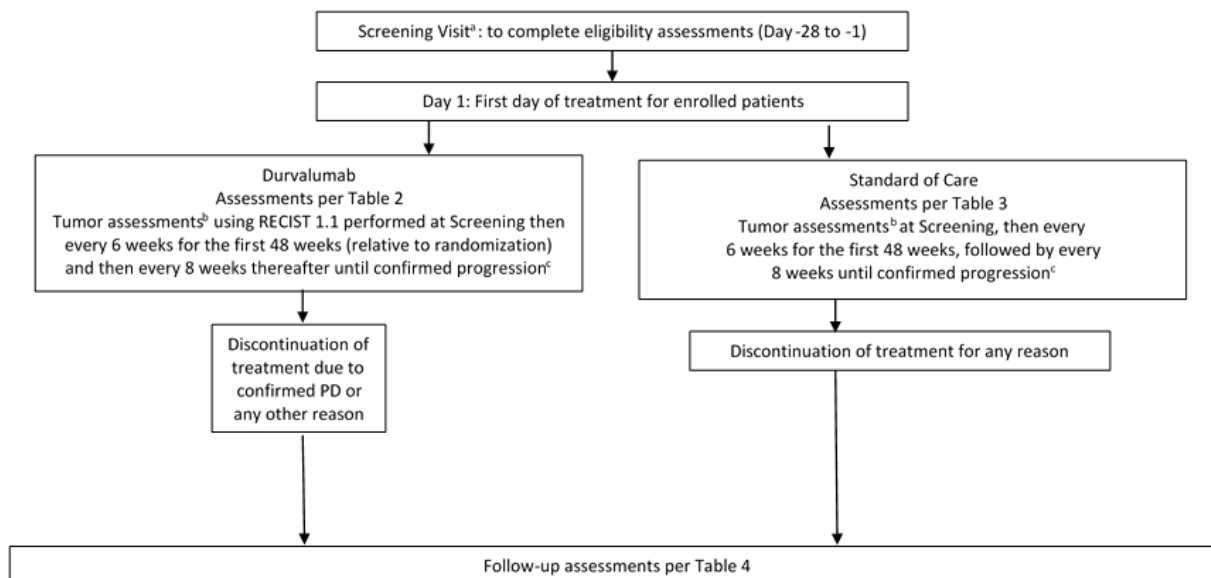 Screening Visitᵃ: to complete eligibility assessments (Day -28 to -1)
Day 1: First day of treatment for enrolled patients
Durvalumab
Assessments per Table 2
Tumor assessmentsᵇ using RECIST 1.1 performed at Screening then
every 6 weeks for the first 48 weeks (relative to randomization)
and then every 8 weeks thereafter until confirmed progressionᶜ
Standard of Care
Assessments per Table 3
Tumor assessmentsᵇ at Screening, then every
6 weeks for the first 48 weeks, followed by every
8 weeks until confirmed progressionᶜ
Discontinuation of
treatment due to
confirmed PD or
any other reason
Discontinuation of treatment for any reason
Follow-up assessments per Table 4